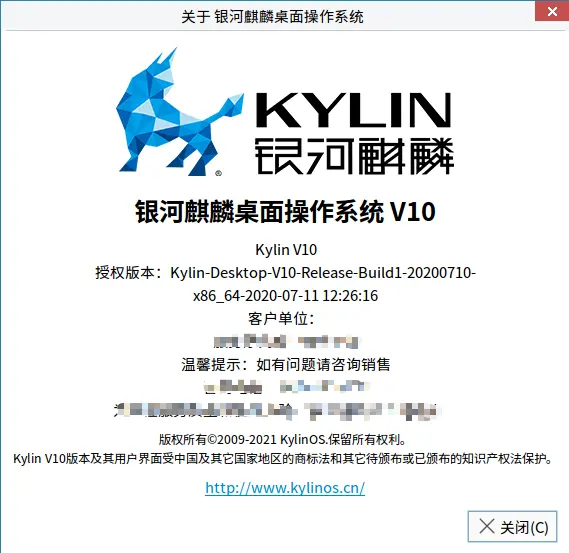 关于 银河麒麟桌面操作系统
KYLIN
银河麒麟
®
银河麒麟桌面操作系统 V10
Kylin V10
授权版本：Kylin-Desktop-V10-Release-Build1-20200710-
x86_64-2020-07-11 12:26:16
客户单位：
温馨提示：如有问题请咨询销售
版权所有©2009-2021 KylinOS.保留所有权利。
Kylin V10版本及其用户界面受中国及其它国家地区的商标法和其它待颁布或已颁布的知识产权法保护。
http://www.kylinos.cn/
关闭(C)